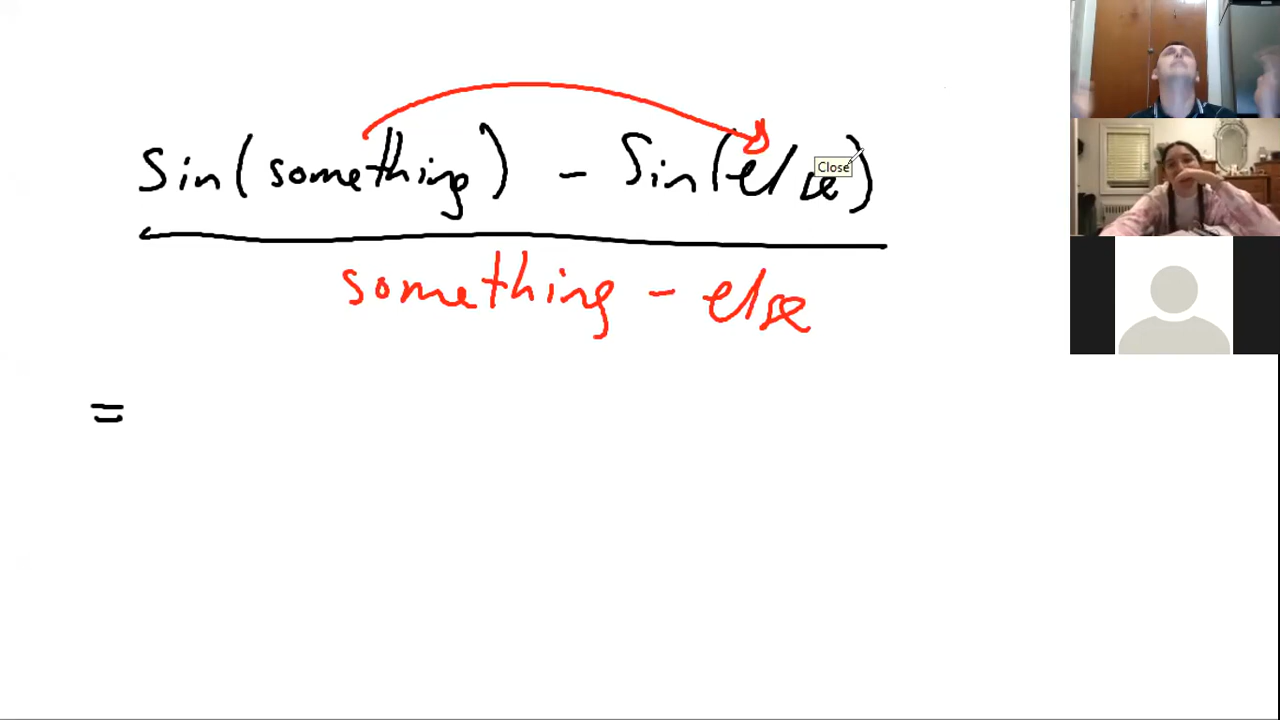 Sin(something) - Sin(else)
Close
something - else
=